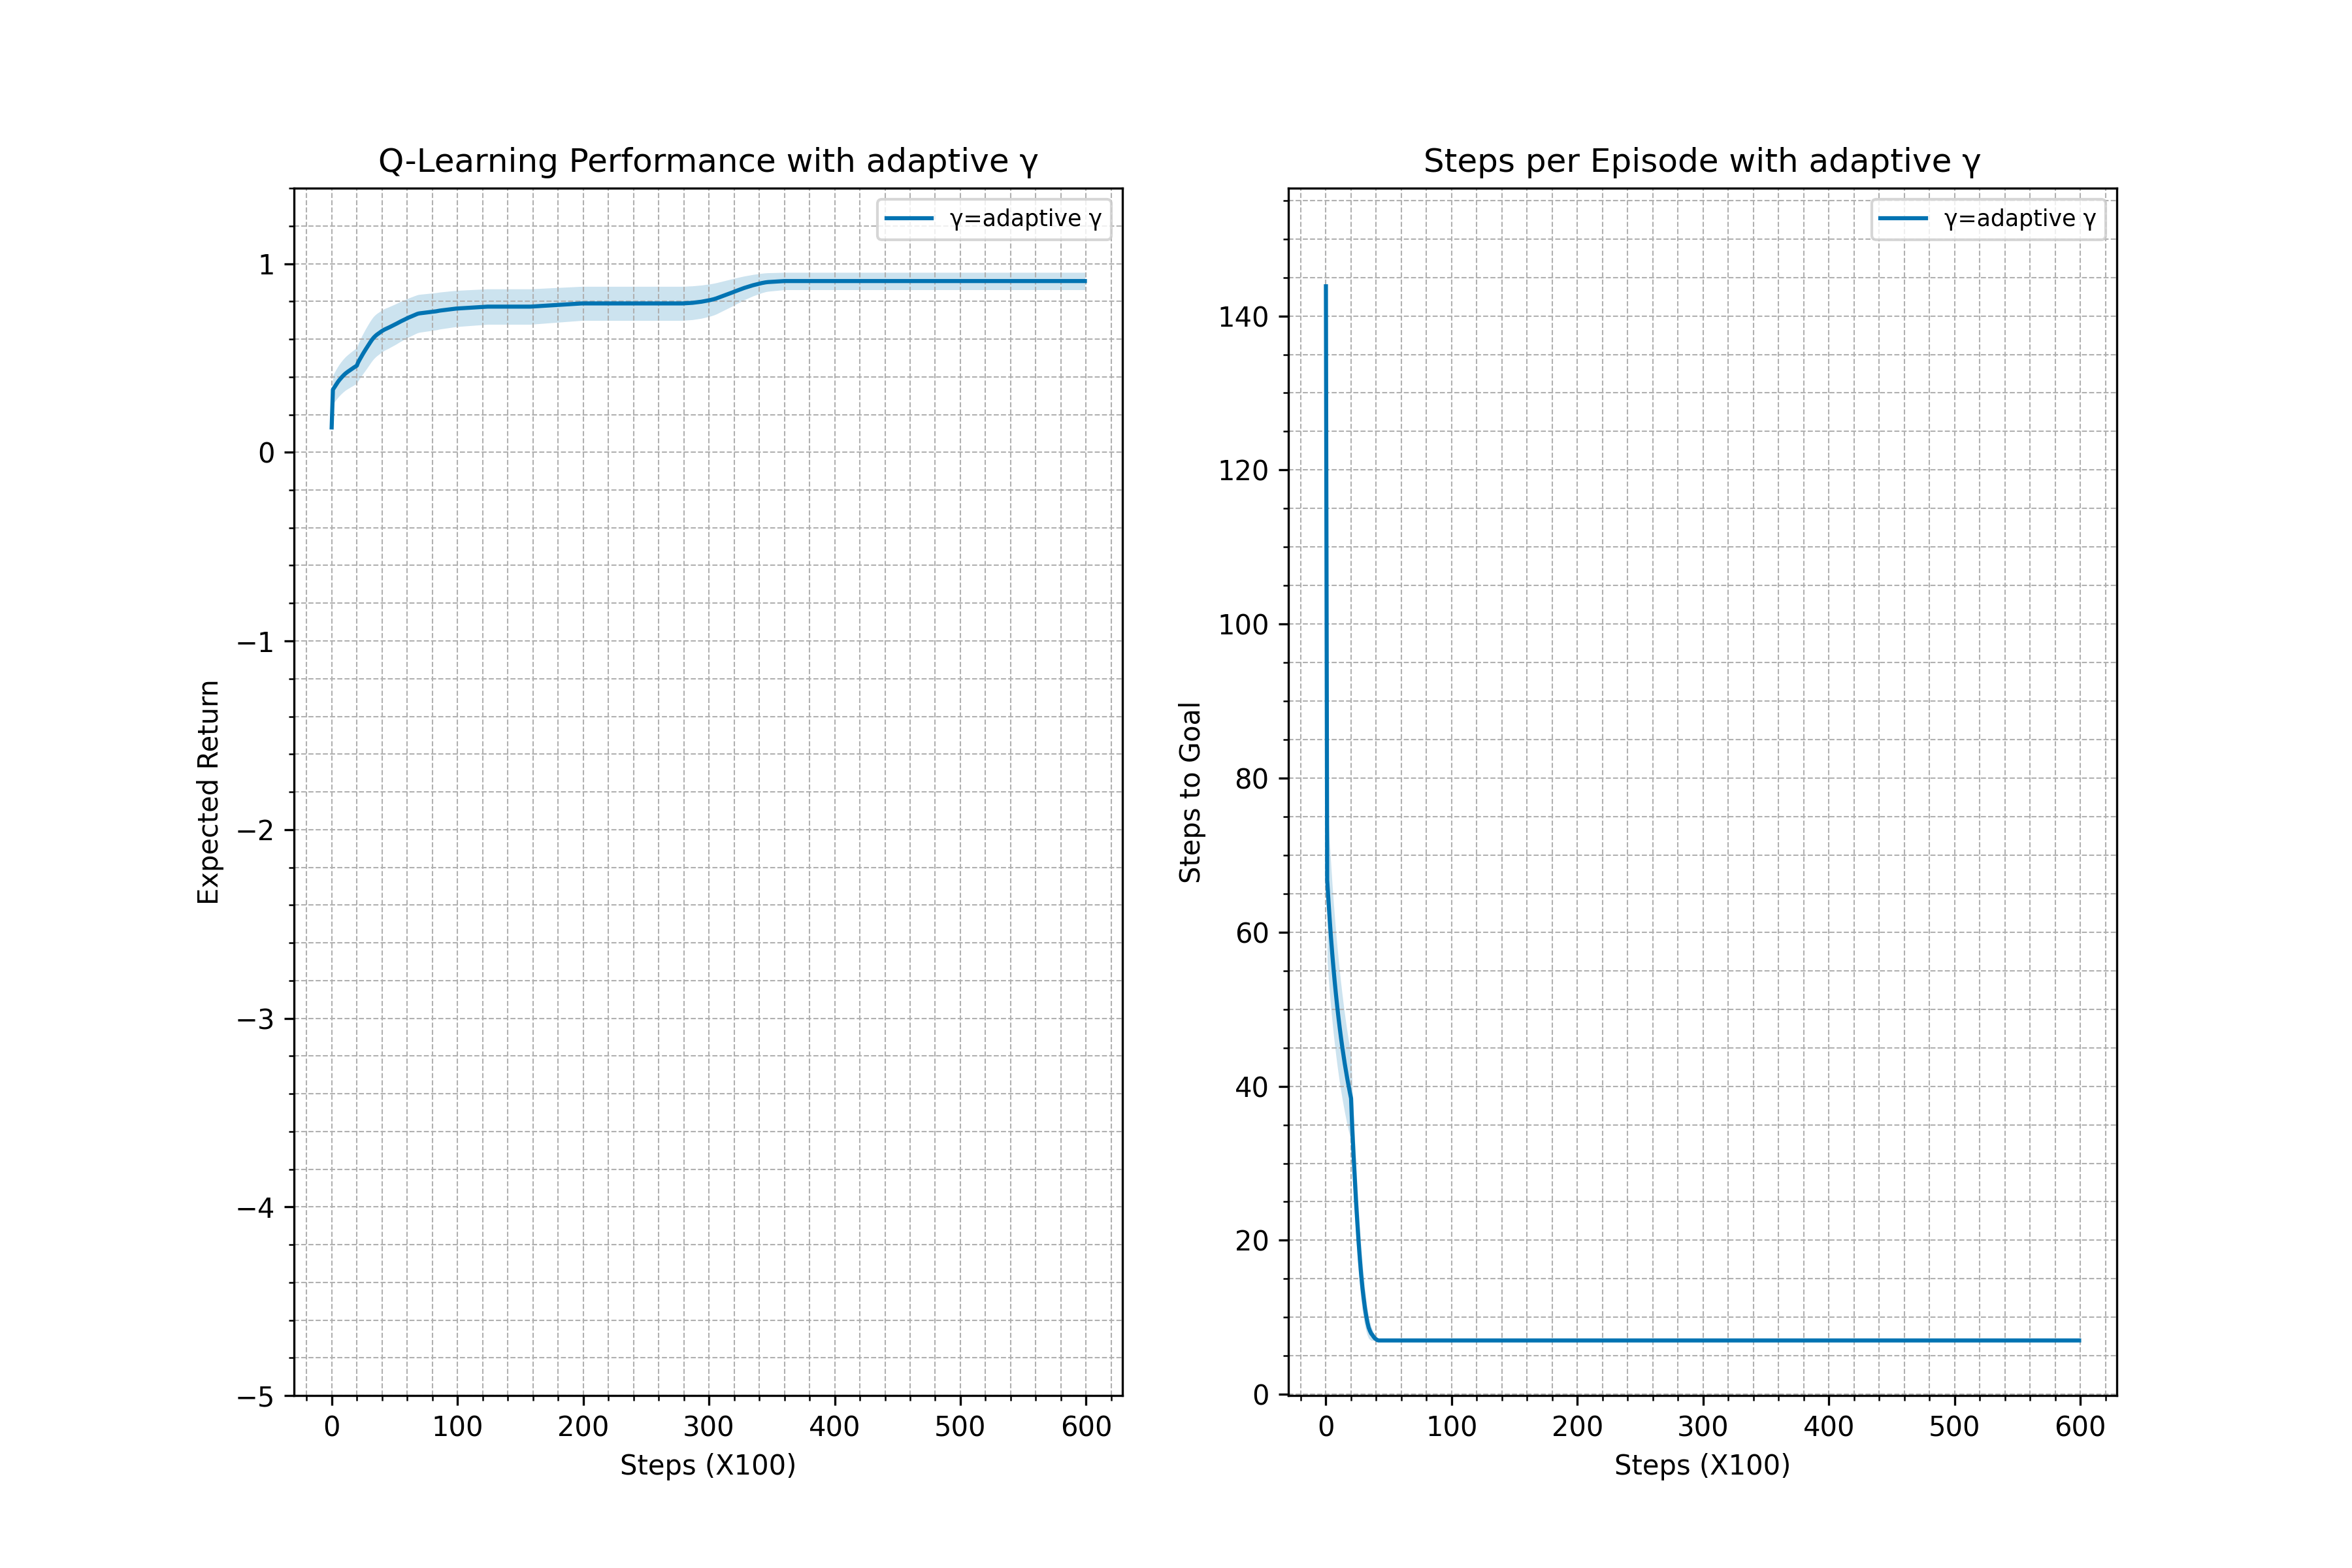 Q-Learning Performance with adaptive γ
γ=adaptive γ
1
0
−1
−2
−3
−4
−5
Expected Return
0 100 200 300 400 500 600
Steps (X100)
Steps per Episode with adaptive γ
γ=adaptive γ
140
120
100
80
60
40
20
0
Steps to Goal
0 100 200 300 400 500 600
Steps (X100)